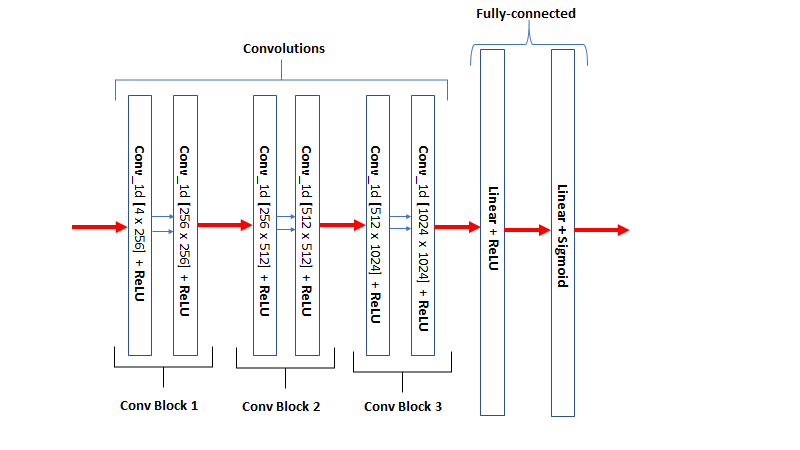 Fully-connected
Convolutions
Conv_1d [4 x 256] + ReLU
Conv_1d [256 x 256] + ReLU
Conv_1d [256 x 512] + ReLU
Conv_1d [512 x 512] + ReLU
Conv_1d [512 x 1024] + ReLU
Conv_1d [1024 x 1024] + ReLU
Linear + ReLU
Linear + Sigmoid
Conv Block 1
Conv Block 2
Conv Block 3